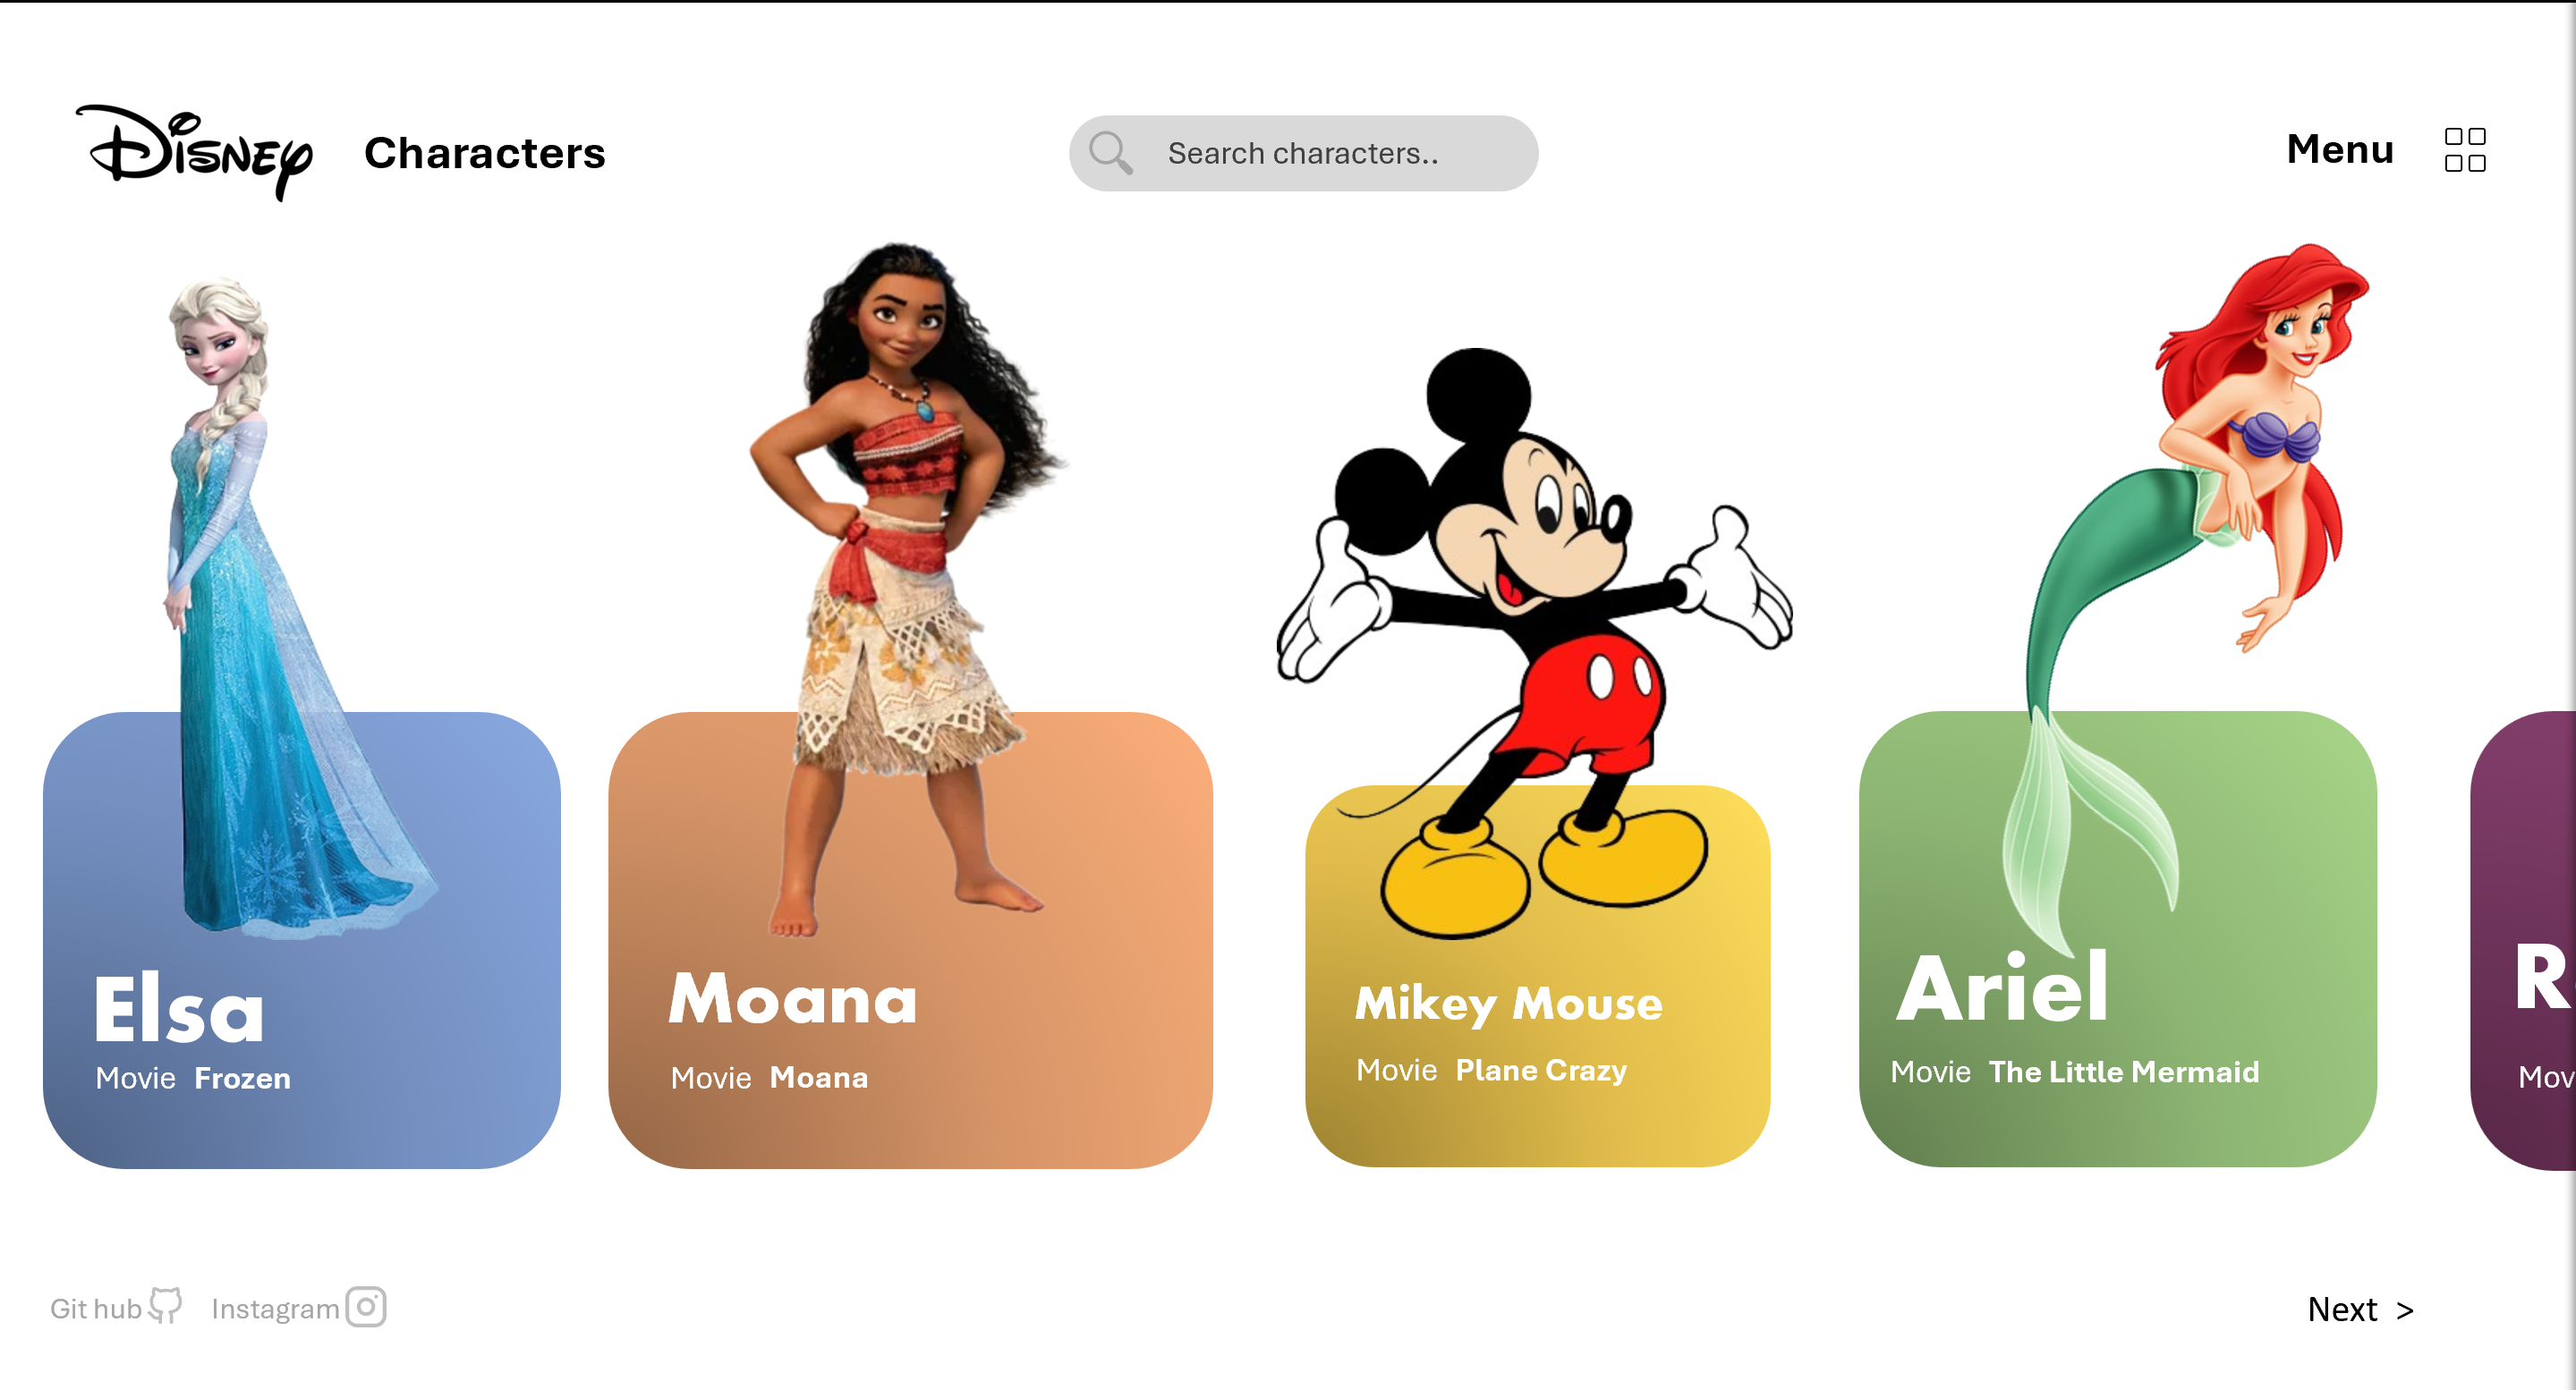 Disney Characters
Search characters..
Menu
Elsa
Movie Frozen
Moana
Movie Moana
Mikey Mouse
Movie Plane Crazy
Ariel
Movie The Little Mermaid
R
Mov
Git hub
Instagram
Next >